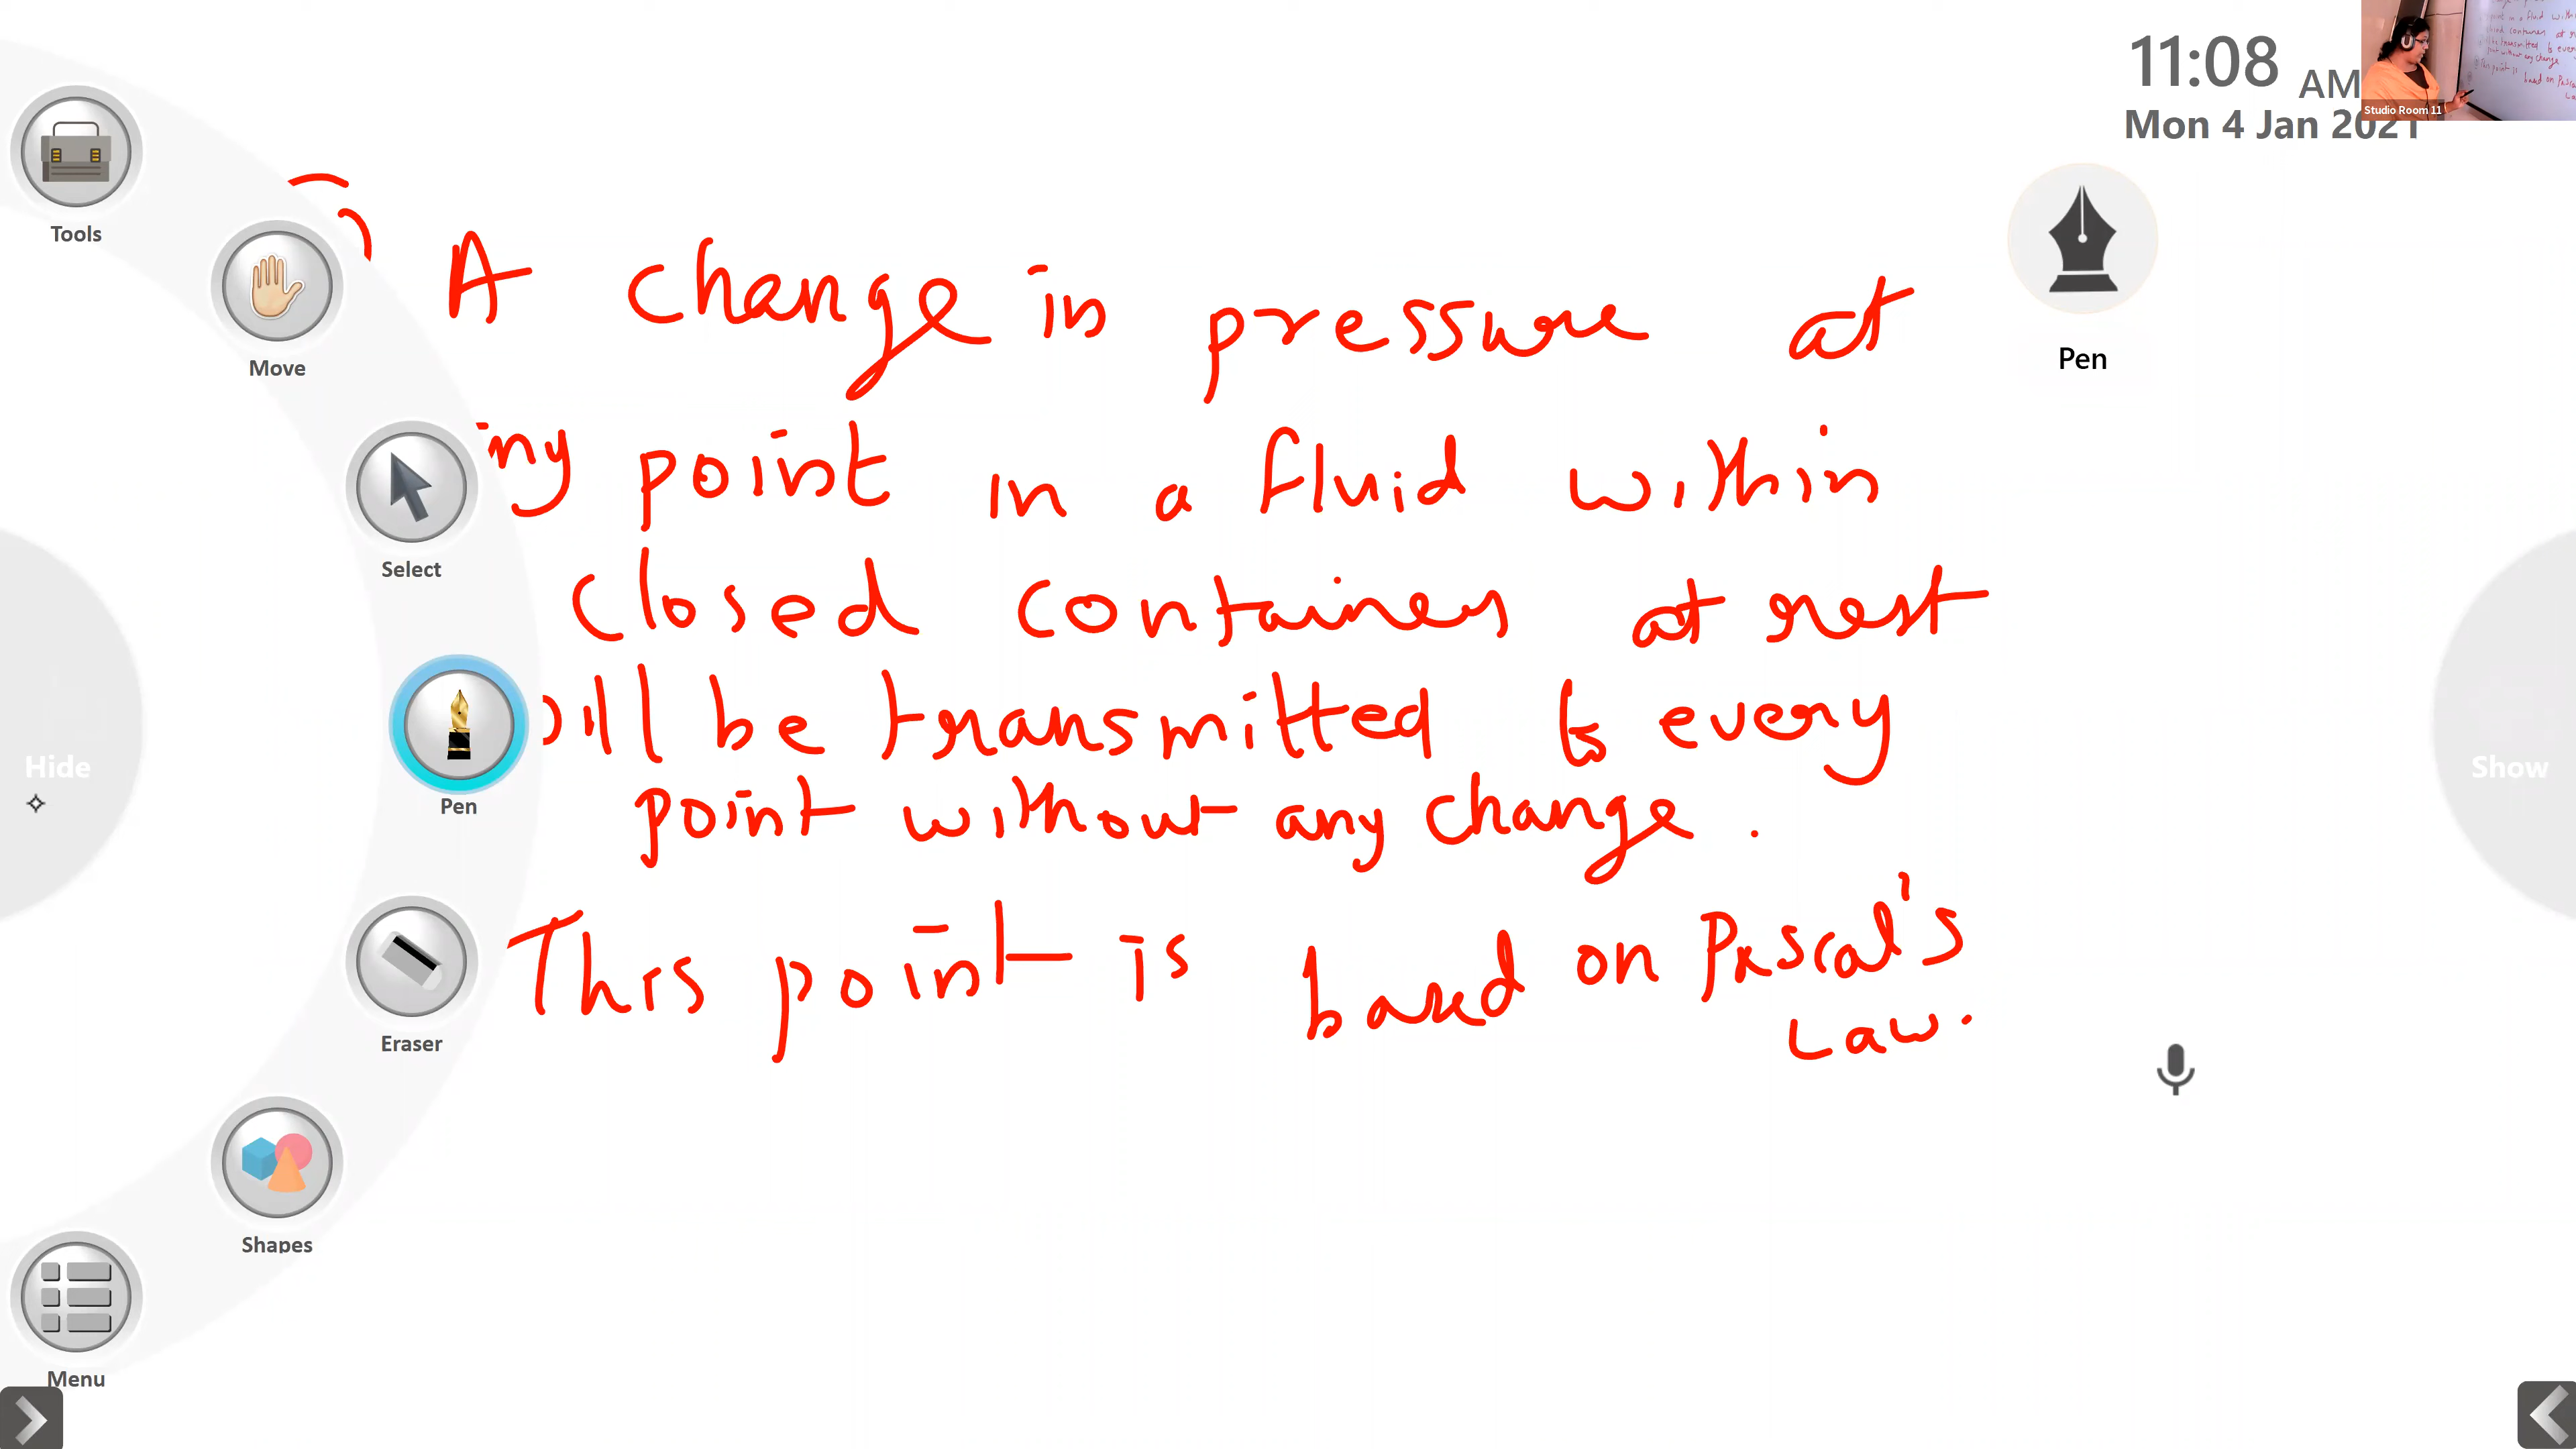 11:08 AM
Mon 4 Jan 2021
Studio Room 11
Tools
Move
Select
Pen
Eraser
Shapes
Menu
Hide
Show
Pen
A change in pressure at
any point in a fluid within
closed container at rest
will be transmitted to every
point without any change.
This point is based on Pascal's
Law.